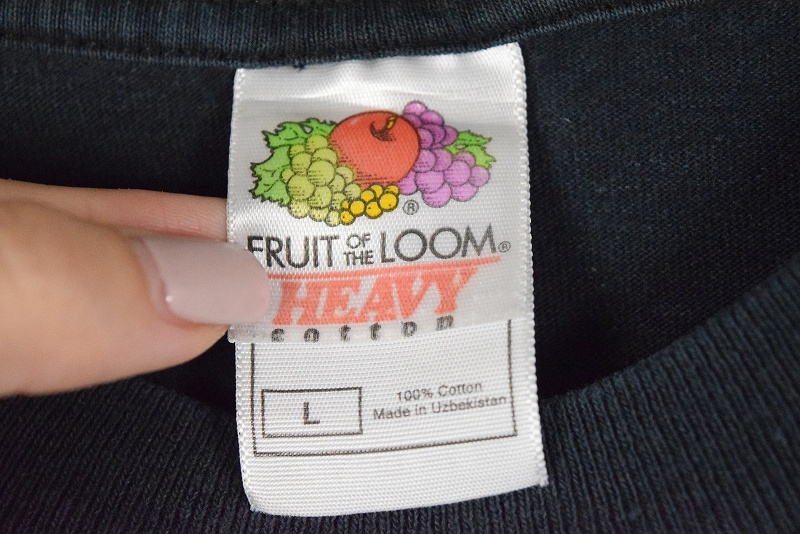 ®
FRUIT OF THE LOOM®
HEAVY
cotton
L
100% Cotton
Made in Uzbekistan